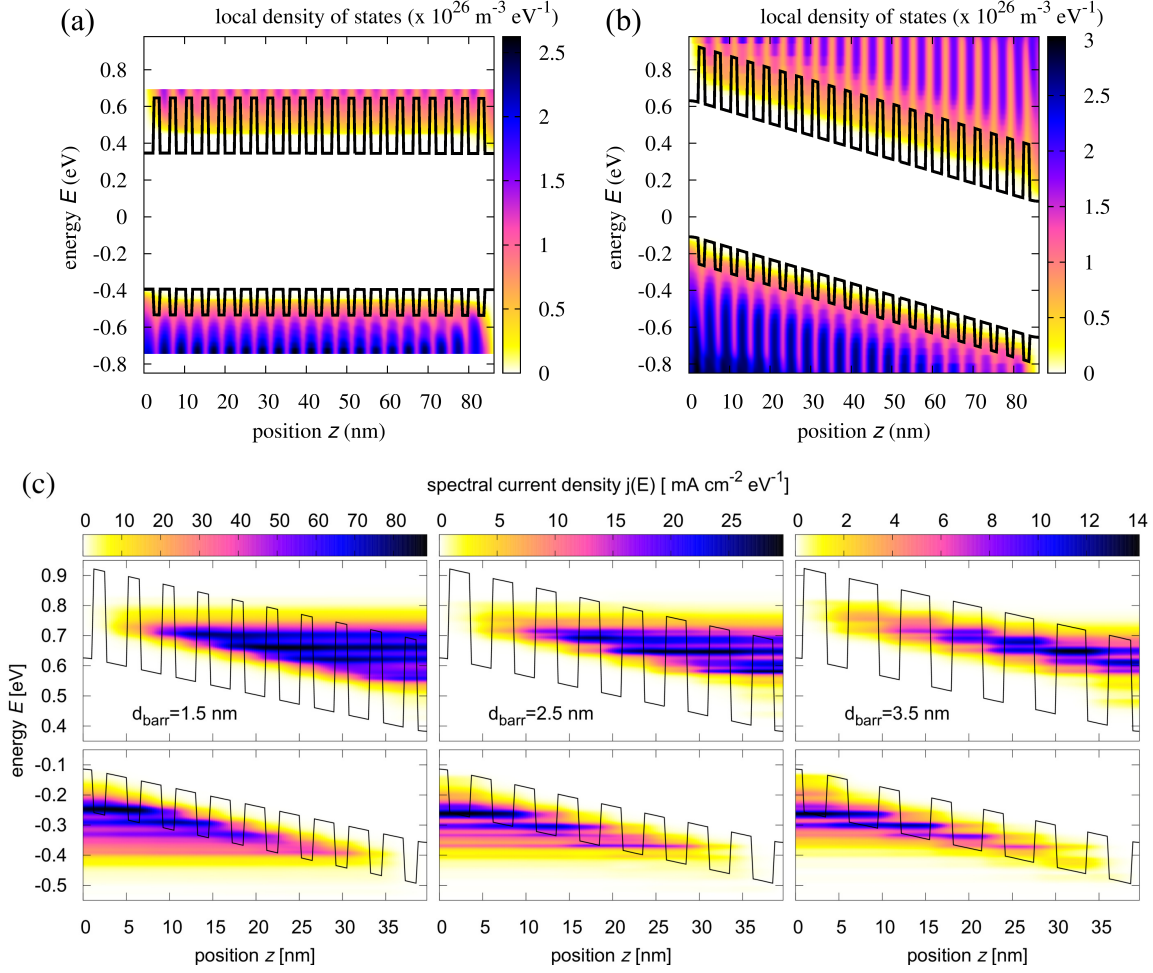 (a)
local density of states (x 10^26 m^-3 eV^-1)
0.8
0.6
0.4
0.2
0
-0.2
-0.4
-0.6
-0.8
energy E (eV)
0 10 20 30 40 50 60 70 80
position z (nm)
2.5
2
1.5
1
0.5
0
(b)
local density of states (x 10^26 m^-3 eV^-1)
0.8
0.6
0.4
0.2
0
-0.2
-0.4
-0.6
-0.8
energy E (eV)
0 10 20 30 40 50 60 70 80
position z (nm)
3
2.5
2
1.5
1
0.5
0
(c)
spectral current density j(E) [ mA cm^-2 eV^-1]
0 10 20 30 40 50 60 70 80
0 5 10 15 20 25
0 2 4 6 8 10 12 14
energy E [eV]
0.9
0.8
0.7
0.6
0.5
0.4
d_barr=1.5 nm
d_barr=2.5 nm
d_barr=3.5 nm
-0.1
-0.2
-0.3
-0.4
-0.5
0 5 10 15 20 25 30 35
0 5 10 15 20 25 30 35
0 5 10 15 20 25 30 35
position z [nm]
position z [nm]
position z [nm]